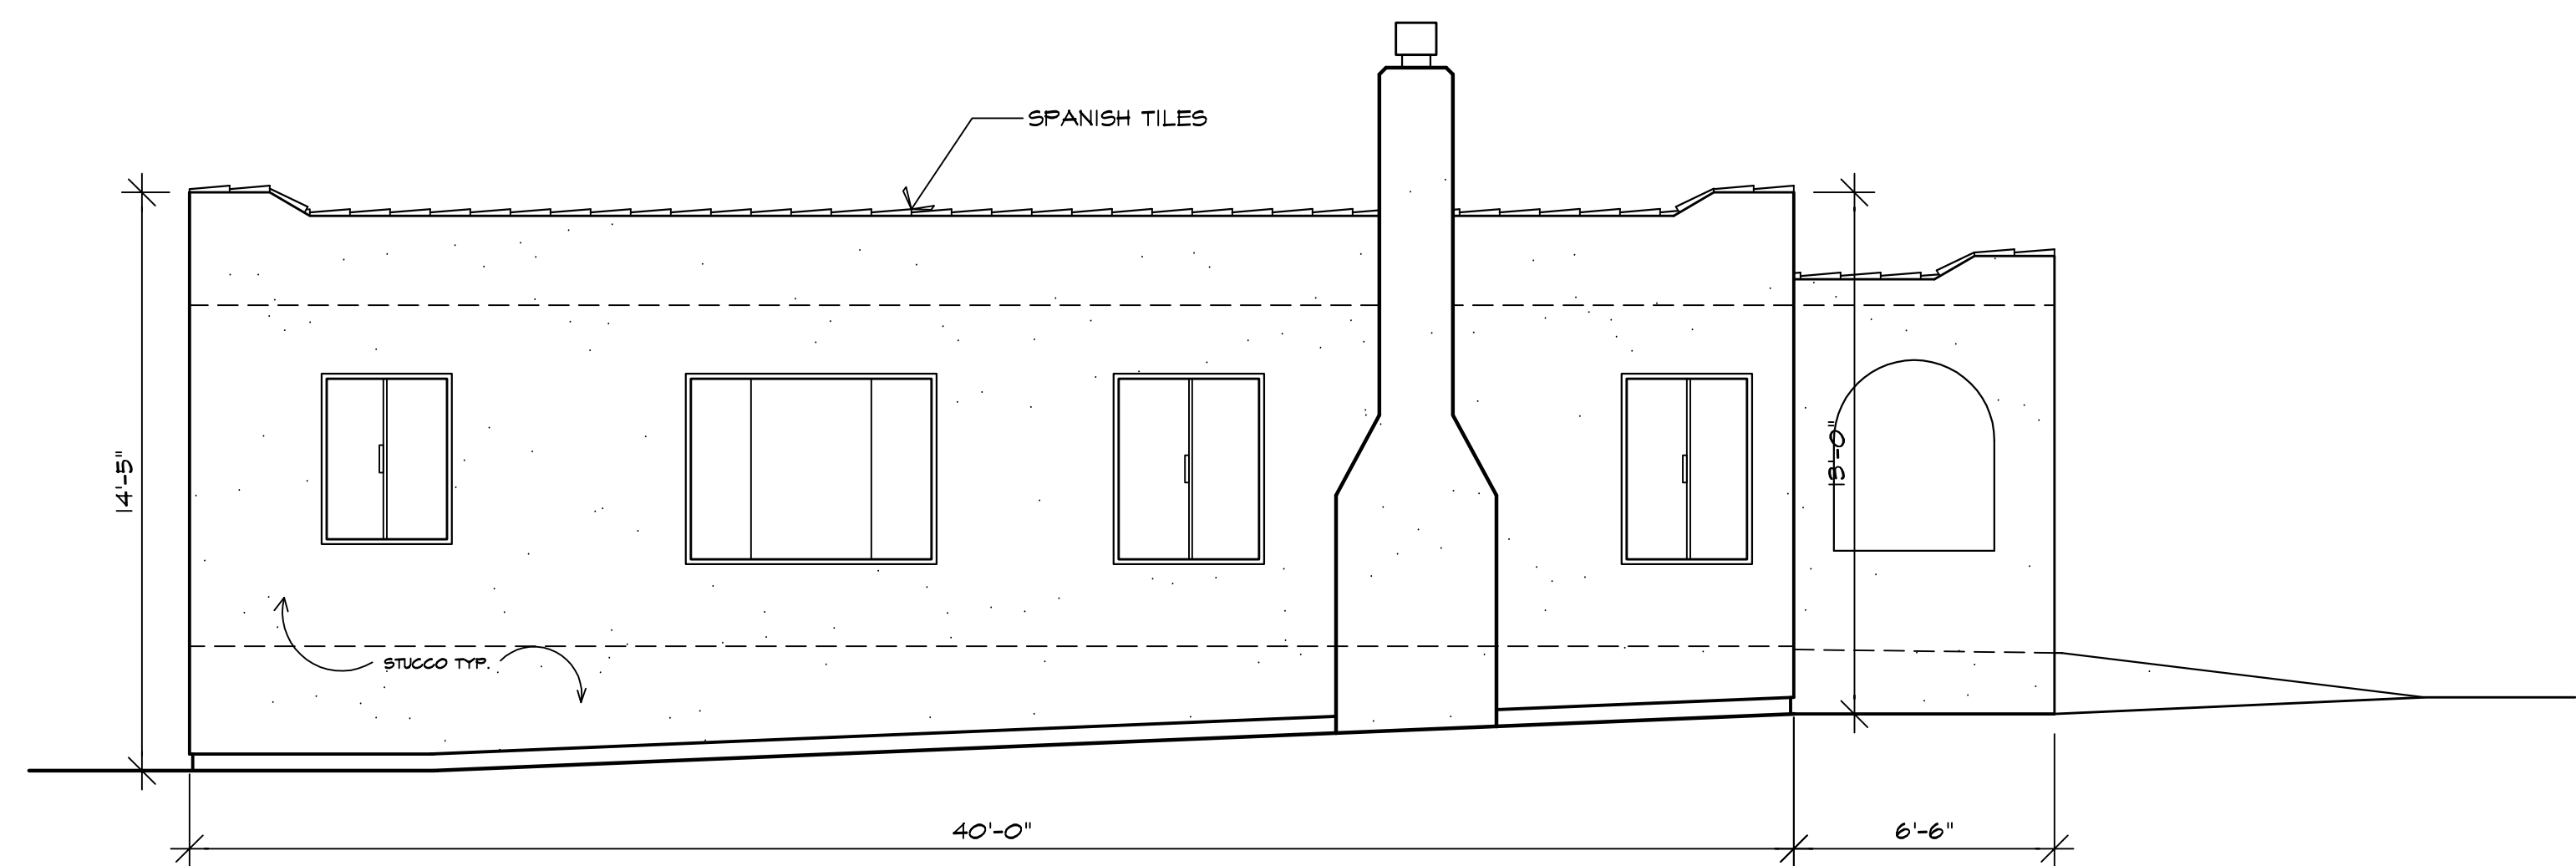 SPANISH TILES
14'-5"
13'-0"
STUCCO TYP.
40'-0"
6'-6"